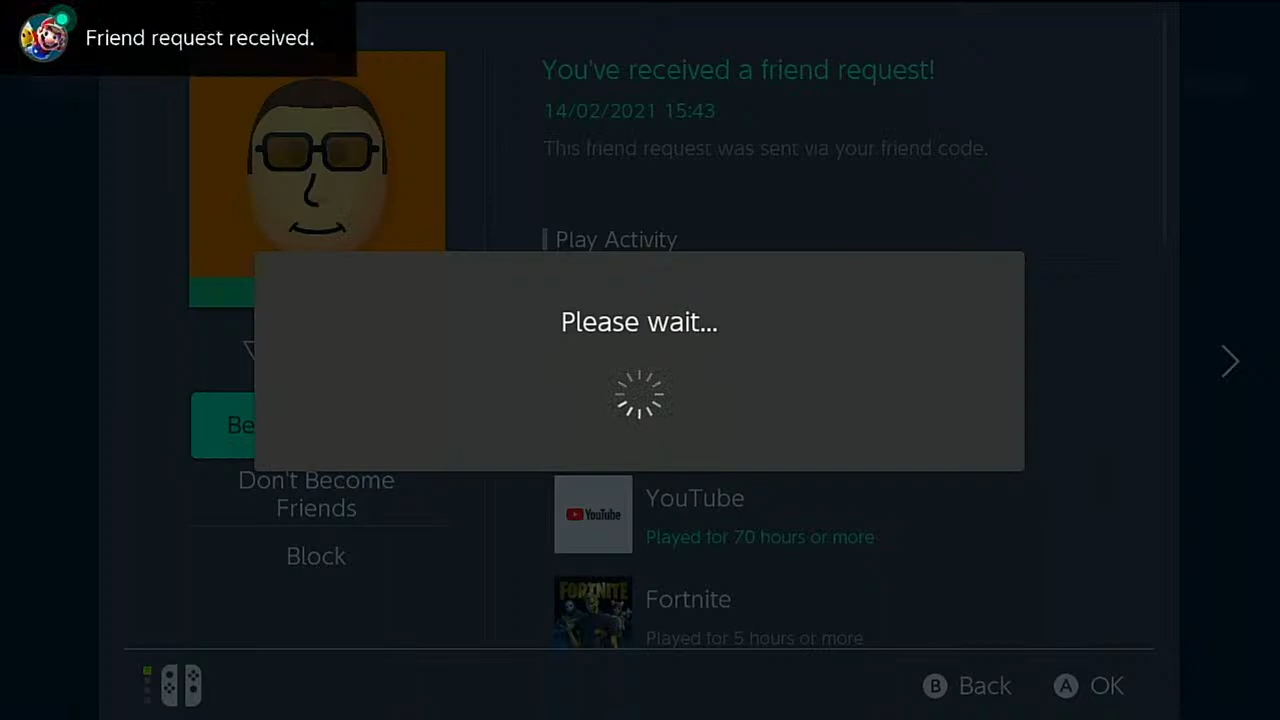 Friend request received.
You've received a friend request!
14/02/2021 15:43
This friend request was sent via your friend code.
Play Activity
Please wait...
Be
Don't Become
Friends
Block
YouTube
YouTube
Played for 70 hours or more
FORTNITE
Fortnite
Played for 5 hours or more
B Back
A OK